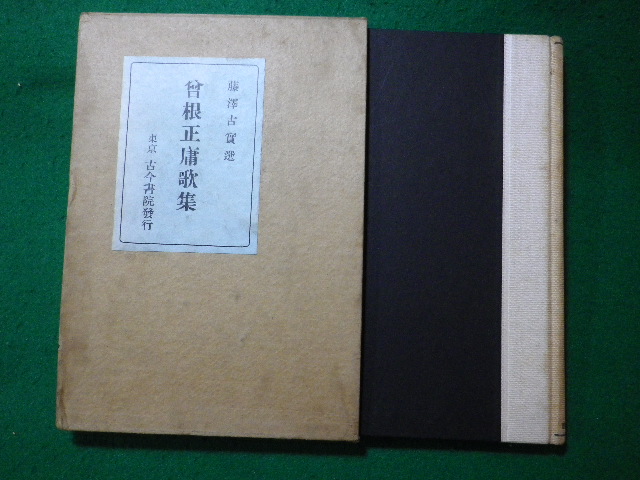 藤澤古實選
曾根正庸歌集
東京 古今書院發行